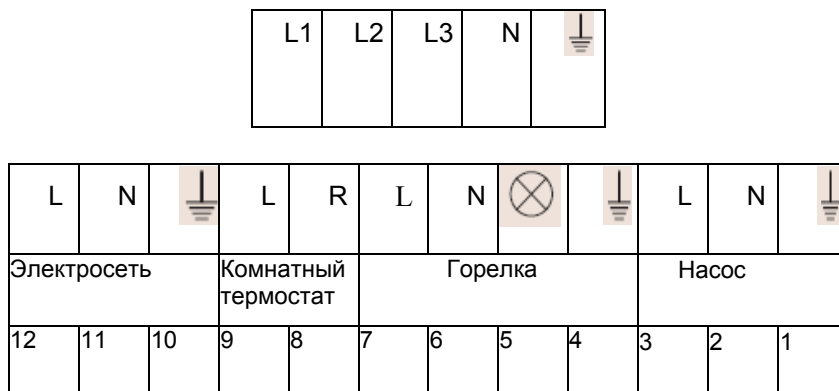 L1 L2 L3 N
L N L R L N L N
Электросеть Комнатный термостат Горелка Насос
12 11 10 9 8 7 6 5 4 3 2 1